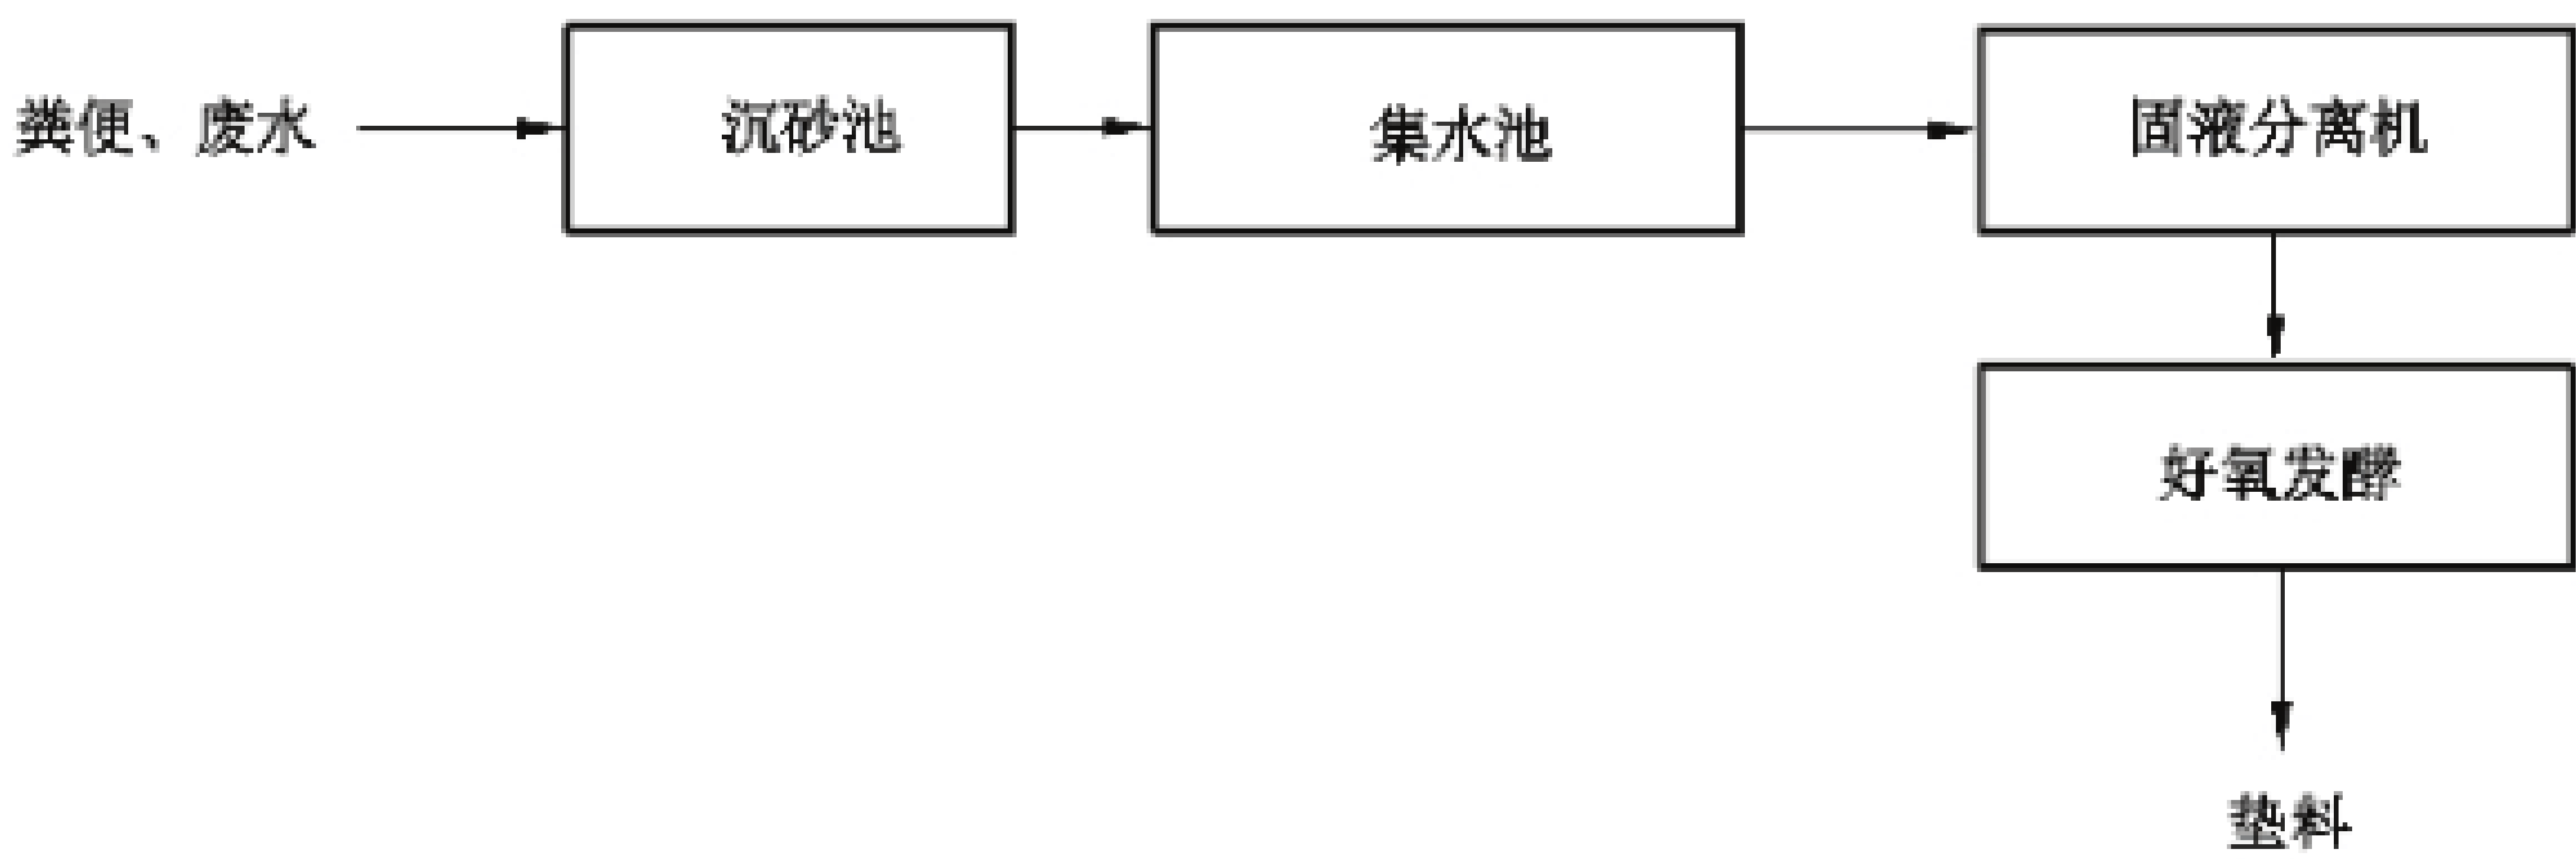 粪便、废水
沉砂池
集水池
固液分离机
好氧发酵
垫料